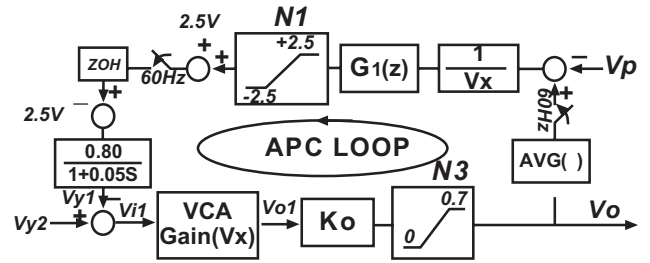 N1
2.5V
+2.5
-2.5
ZOH
60Hz
G1(z)
1
Vx
Vp
2.5V
60Hz
APC LOOP
AVG( )
0.80
1+0.05S
N3
Vy1
Vy2
Vi1
VCA
Gain(Vx)
Vo1
Ko
0.7
0
Vo